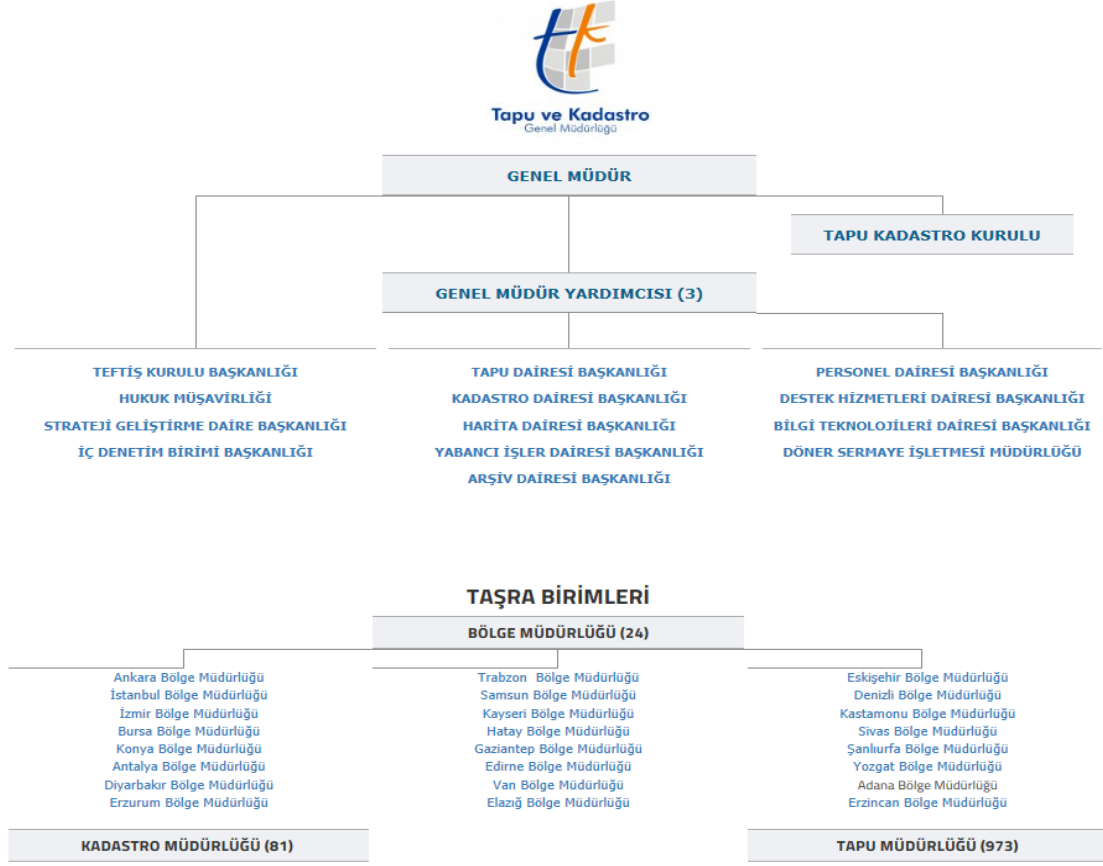 Tapu ve Kadastro
Genel Müdürlüğü
GENEL MÜDÜR
TAPU KADASTRO KURULU
GENEL MÜDÜR YARDIMCISI (3)
TEFTİŞ KURULU BAŞKANLIĞI
HUKUK MÜŞAVİRLİĞİ
STRATEJİ GELİŞTİRME DAİRE BAŞKANLIĞI
İÇ DENETİM BİRİMİ BAŞKANLIĞI
TAPU DAİRESİ BAŞKANLIĞI
KADASTRO DAİRESİ BAŞKANLIĞI
HARİTA DAİRESİ BAŞKANLIĞI
YABANCI İŞLER DAİRESİ BAŞKANLIĞI
ARŞİV DAİRESİ BAŞKANLIĞI
PERSONEL DAİRESİ BAŞKANLIĞI
DESTEK HİZMETLERİ DAİRESİ BAŞKANLIĞI
BİLGİ TEKNOLOJİLERİ DAİRESİ BAŞKANLIĞI
DÖNER SERMAYE İŞLETMESİ MÜDÜRLÜĞÜ
TAŞRA BİRİMLERİ
BÖLGE MÜDÜRLÜĞÜ (24)
Ankara Bölge Müdürlüğü
İstanbul Bölge Müdürlüğü
İzmir Bölge Müdürlüğü
Bursa Bölge Müdürlüğü
Konya Bölge Müdürlüğü
Antalya Bölge Müdürlüğü
Diyarbakır Bölge Müdürlüğü
Erzurum Bölge Müdürlüğü
Trabzon Bölge Müdürlüğü
Samsun Bölge Müdürlüğü
Kayseri Bölge Müdürlüğü
Hatay Bölge Müdürlüğü
Gaziantep Bölge Müdürlüğü
Edirne Bölge Müdürlüğü
Van Bölge Müdürlüğü
Elazığ Bölge Müdürlüğü
Eskişehir Bölge Müdürlüğü
Denizli Bölge Müdürlüğü
Kastamonu Bölge Müdürlüğü
Sivas Bölge Müdürlüğü
Şanlıurfa Bölge Müdürlüğü
Yozgat Bölge Müdürlüğü
Adana Bölge Müdürlüğü
Erzincan Bölge Müdürlüğü
KADASTRO MÜDÜRLÜĞÜ (81)
TAPU MÜDÜRLÜĞÜ (973)